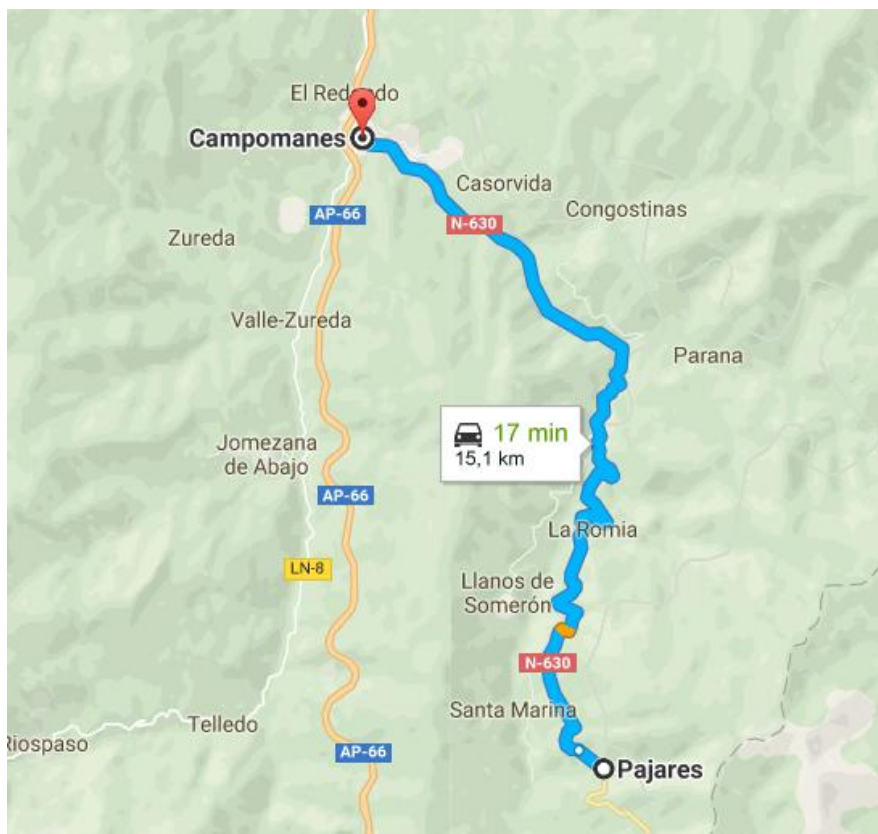 El Redondo
Campomanes
Casorvida
AP-66
Congostinas
N-630
Zureda
Valle-Zureda
Parana
17 min
15,1 km
Jomezana
de Abajo
AP-66
La Romia
LN-8
Llanos de
Somerón
N-630
Santa Marina
Telledo
Riospaso
AP-66
Pajares